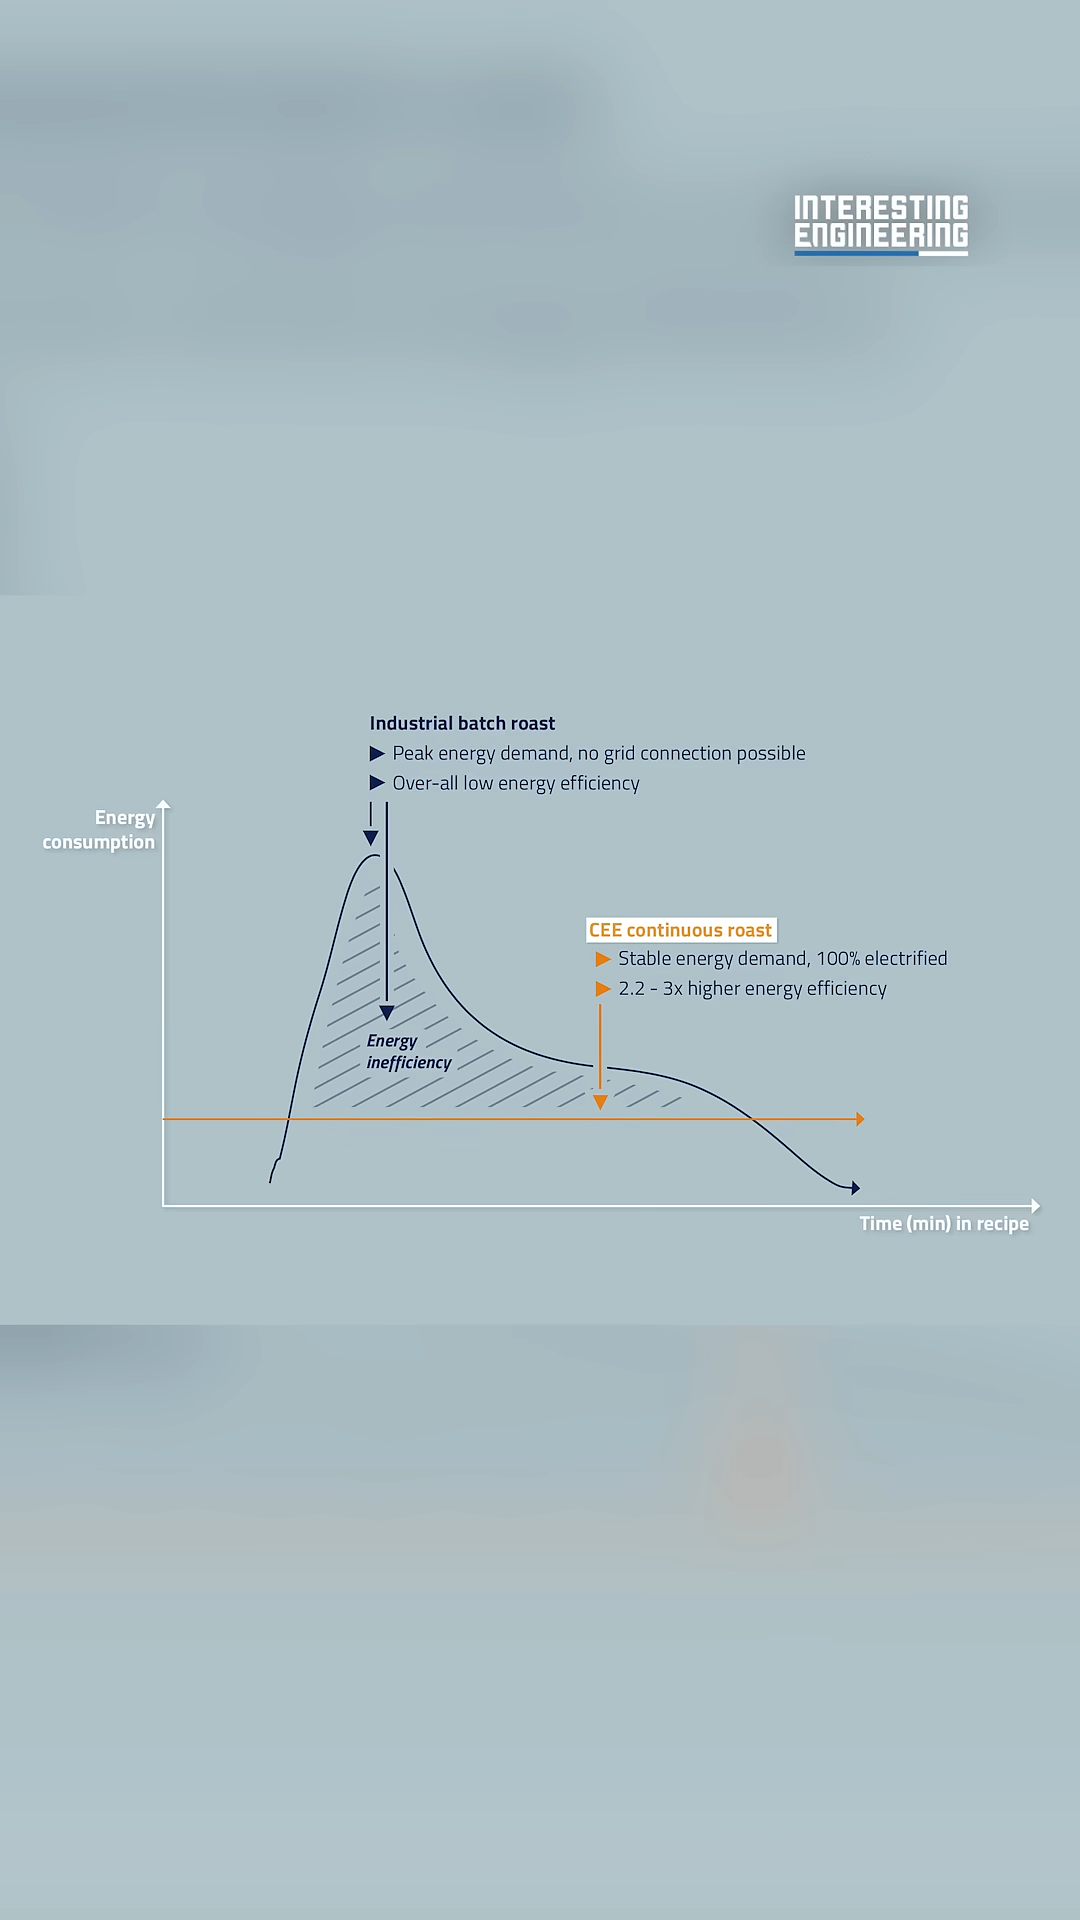 INTERESTING
ENGINEERING
Industrial batch roast
Peak energy demand, no grid connection possible
Over-all low energy efficiency
Energy
consumption
CEE continuous roast
Stable energy demand, 100% electrified
2.2 - 3x higher energy efficiency
Energy
inefficiency
Time (min) in recipe